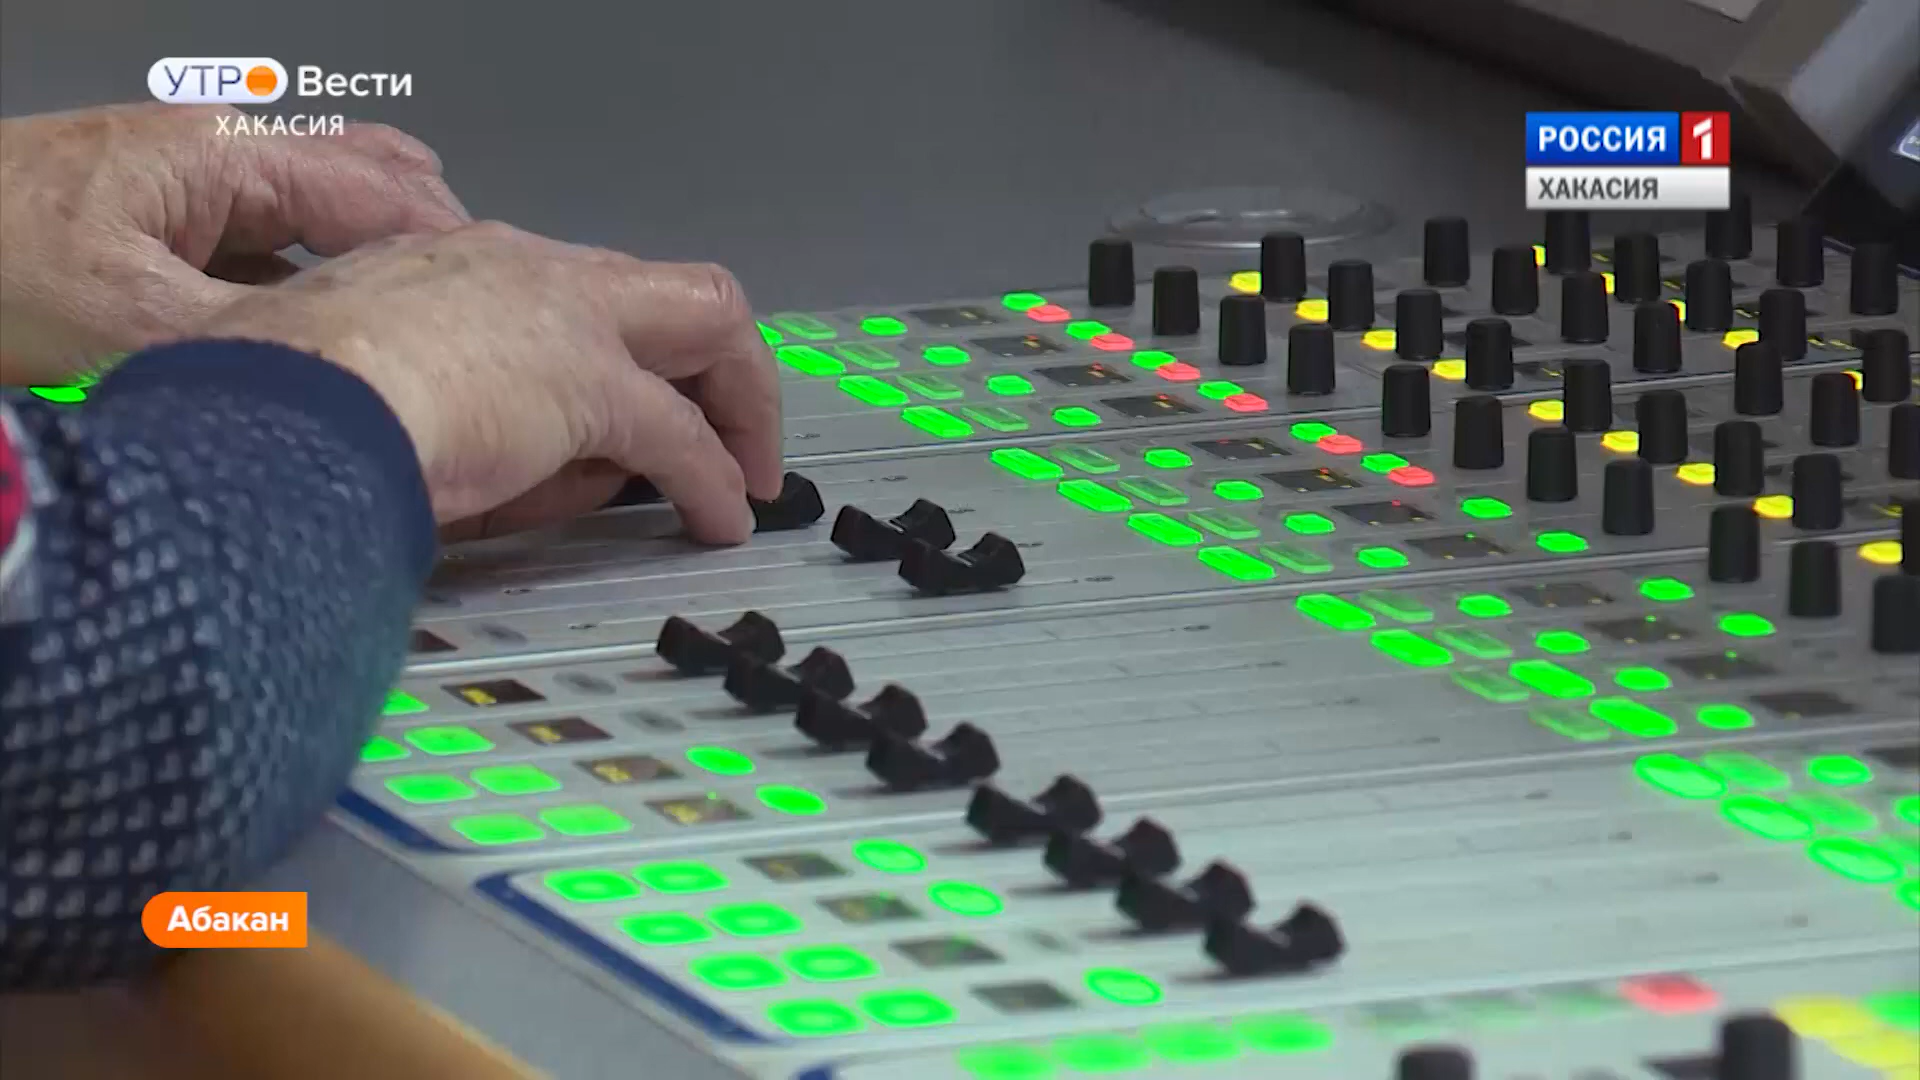 УТРО Вести
ХАКАСИЯ
РОССИЯ 1
ХАКАСИЯ
Абакан